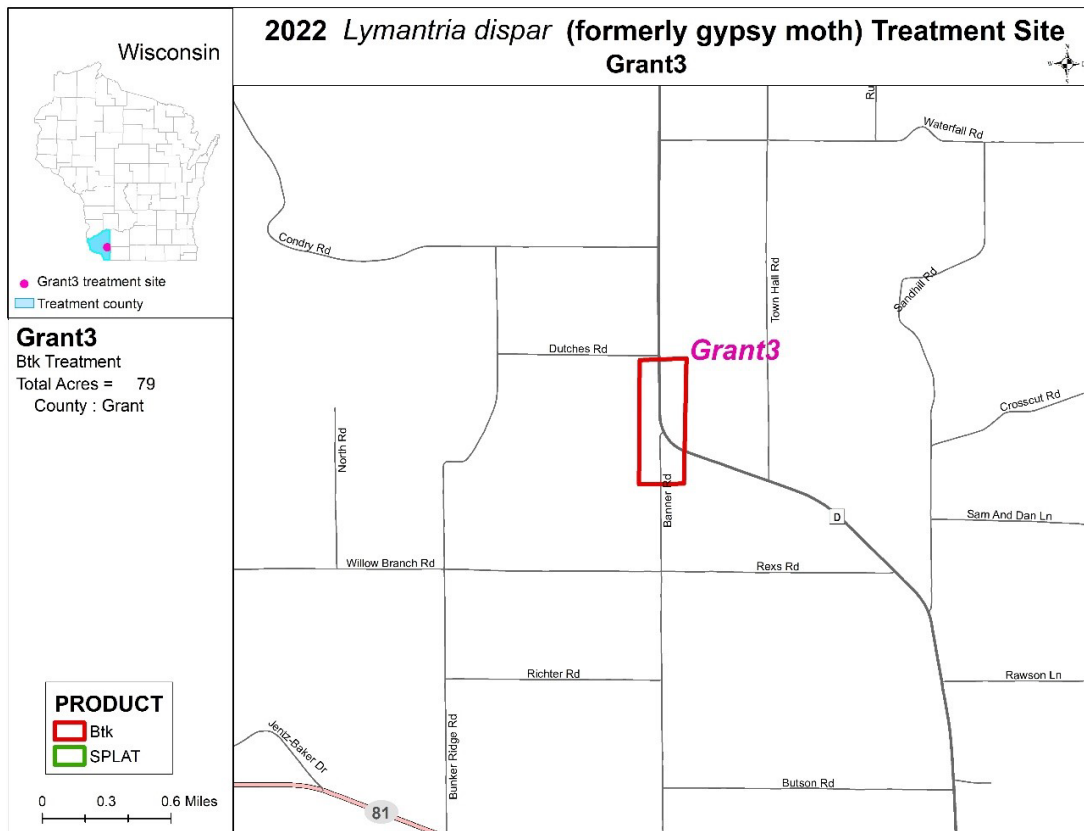 2022 Lymantria dispar (formerly gypsy moth) Treatment Site
Grant3
Wisconsin
Grant3 treatment site
Treatment county
Grant3
Btk Treatment
Total Acres = 79
County : Grant
PRODUCT
Btk
SPLAT
0 0.3 0.6 Miles
Ru
Waterfall Rd
Condry Rd
Town Hall Rd
Sandhill Rd
Dutches Rd
Grant3
Crosscut Rd
North Rd
Banner Rd
D
Sam And Dan Ln
Willow Branch Rd
Rexs Rd
Richter Rd
Rawson Ln
Jentz-Baker Dr
Bunker Ridge Rd
Butson Rd
81